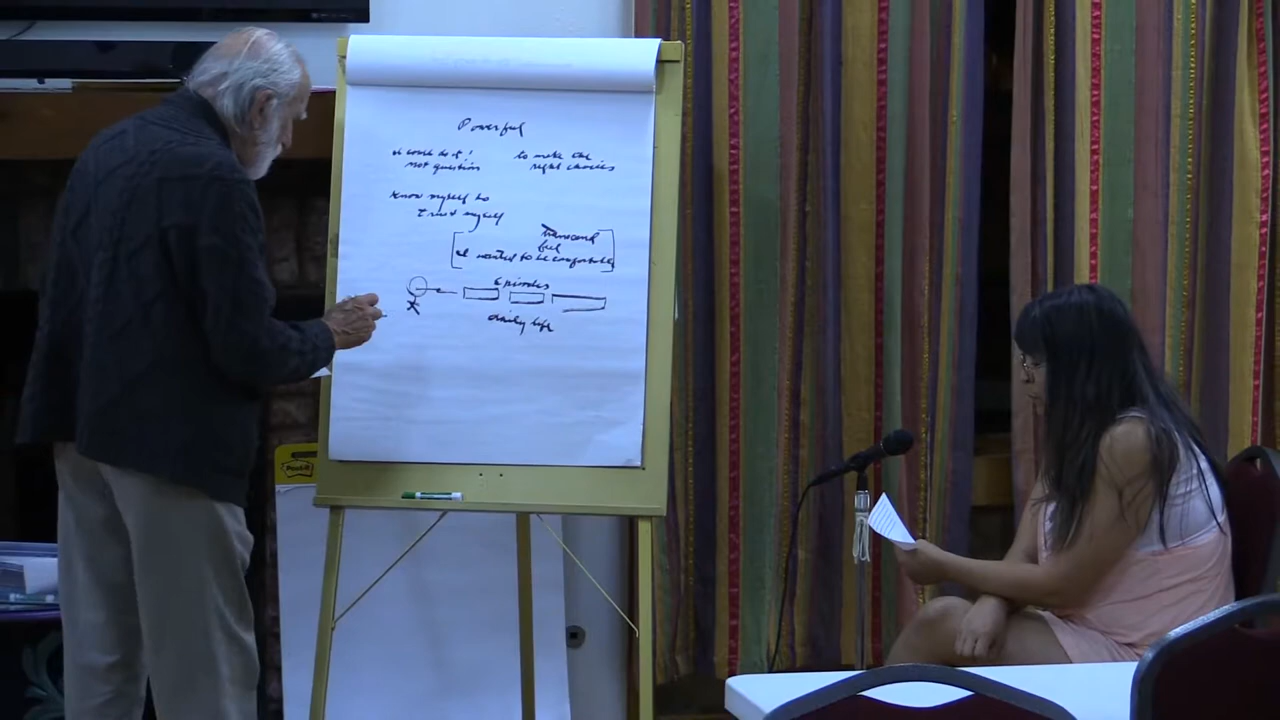 Powerful
I could do it!
not question
to make the
right choices
Know myself to
trust myself
transcend
feel
I wanted to be comfortable
Episodes
daily life
Post-it